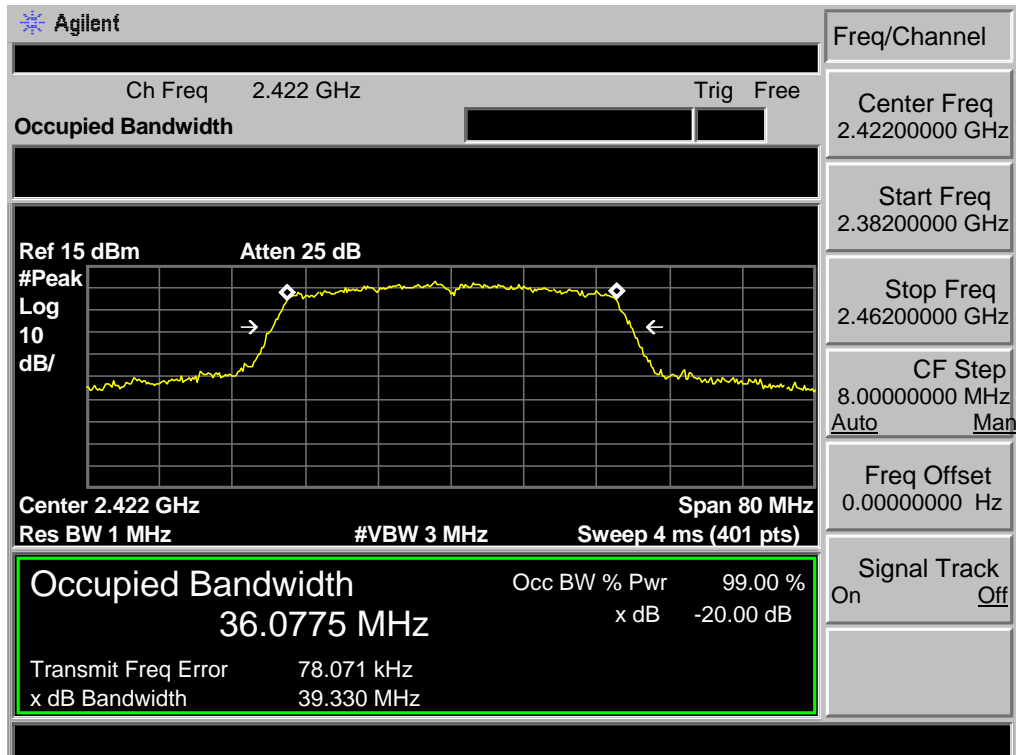 Agilent
Ch Freq 2.422 GHz Trig Free
Occupied Bandwidth
Ref 15 dBm Atten 25 dB
#Peak
Log
10
dB/
Center 2.422 GHz Span 80 MHz
Res BW 1 MHz #VBW 3 MHz Sweep 4 ms (401 pts)
Occupied Bandwidth
36.0775 MHz
Occ BW % Pwr 99.00 %
x dB -20.00 dB
Transmit Freq Error 78.071 kHz
x dB Bandwidth 39.330 MHz
Freq/Channel
Center Freq
2.42200000 GHz
Start Freq
2.38200000 GHz
Stop Freq
2.46200000 GHz
CF Step
8.00000000 MHz
Auto Man
Freq Offset
0.00000000 Hz
Signal Track
On Off